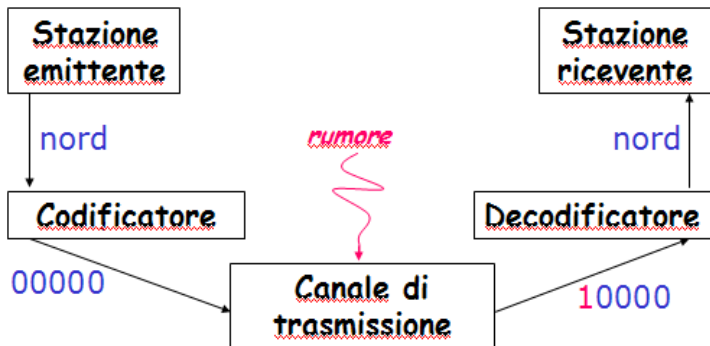 Stazione
emittente
Stazione
ricevente
nord
rumore
nord
Codificatore
Decodificatore
00000
Canale di
trasmissione
10000